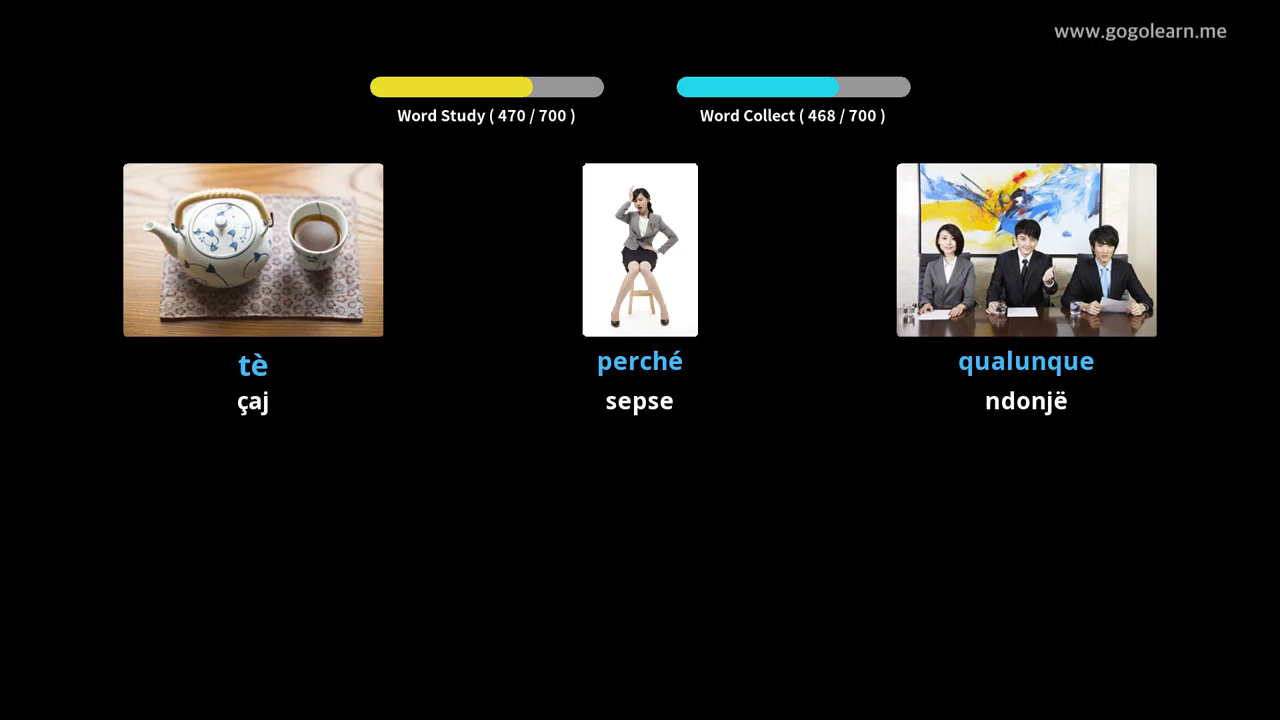 www.gogolearn.me
Word Study ( 470 / 700 )
Word Collect ( 468 / 700 )
tè
perché
qualunque
çaj
sepse
ndonjë